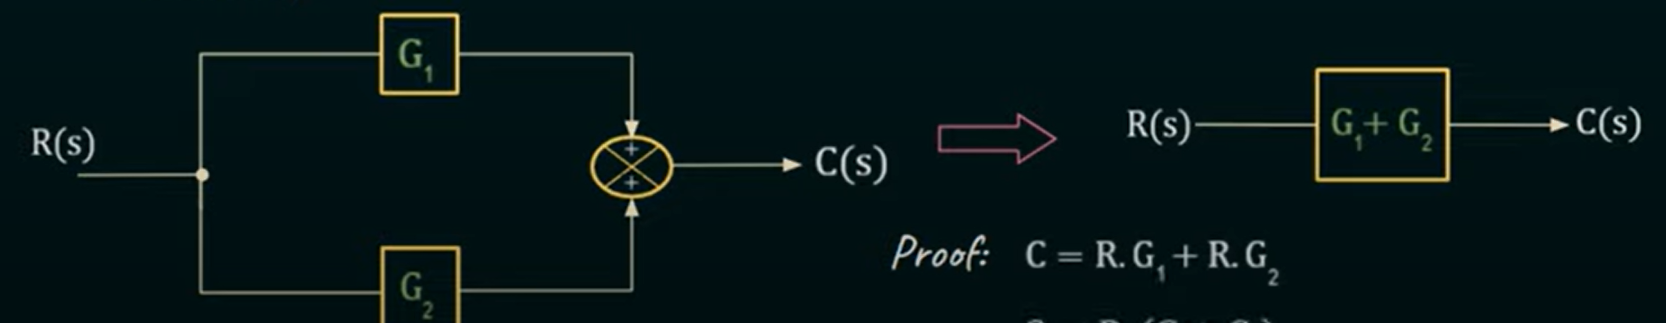 G₁
R(s)
+
+
C(s)
G₂
R(s)
G₁+ G₂
C(s)
Proof: C = R. G₁ + R. G₂